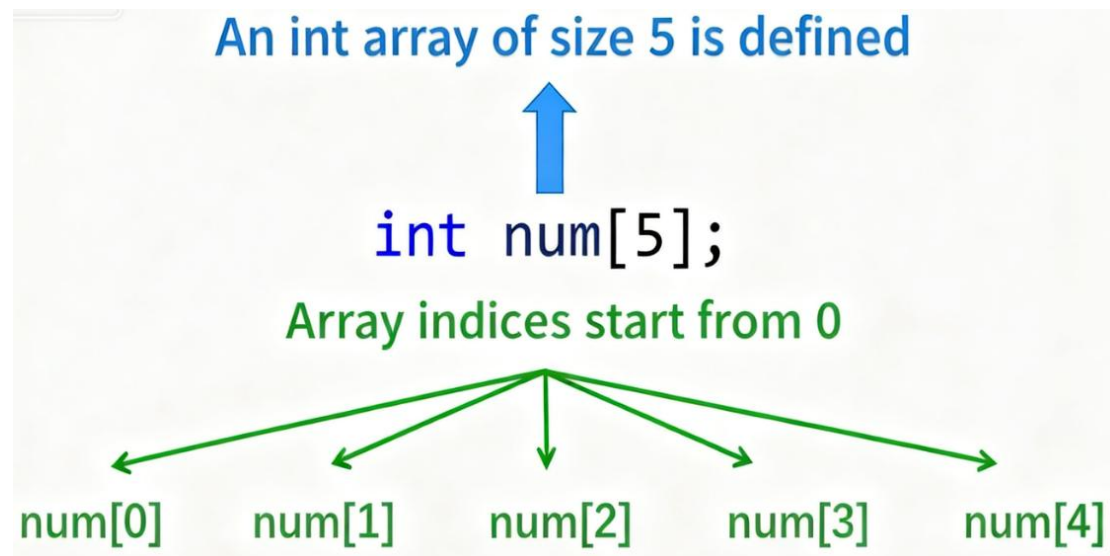 An int array of size 5 is defined
int num[5];
Array indices start from 0
num[0] num[1] num[2] num[3] num[4]